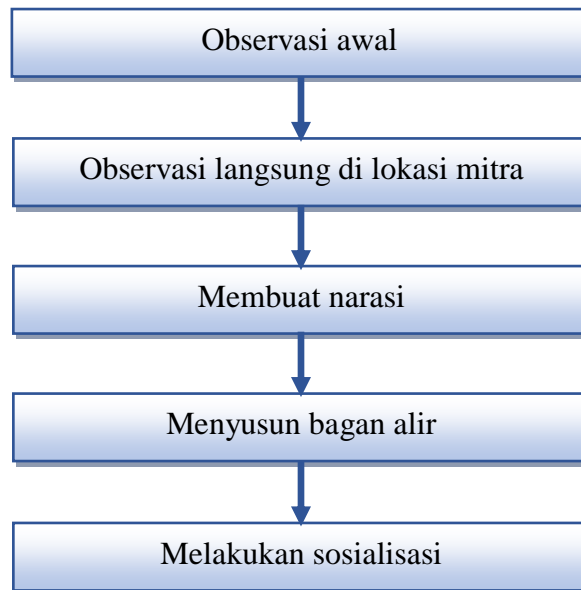 Observasi awal
Observasi langsung di lokasi mitra
Membuat narasi
Menyusun bagan alir
Melakukan sosialisasi